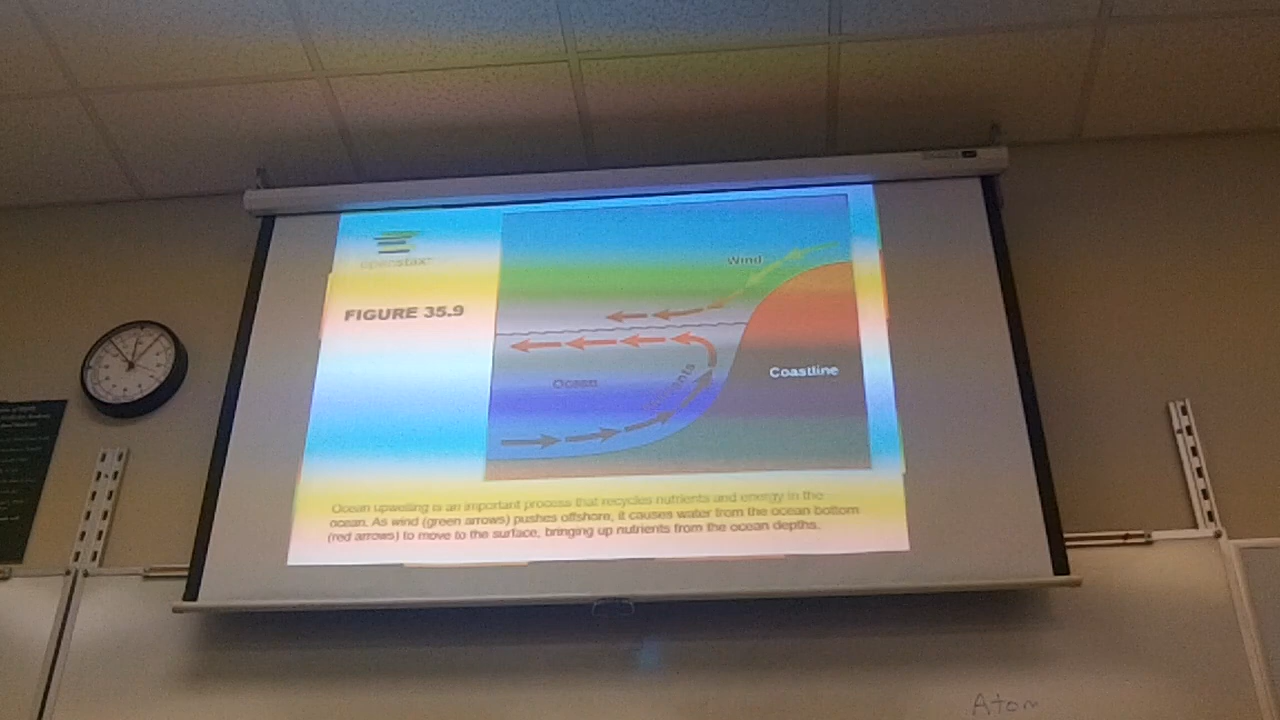 openstax
FIGURE 35.9
Wind
Ocean
Coastline
Ocean upwelling is an important process that recycles nutrients and energy in the
ocean. As wind (green arrows) pushes offshore, it causes water from the ocean bottom
(red arrows) to move to the surface, bringing up nutrients from the ocean depths.
Atom